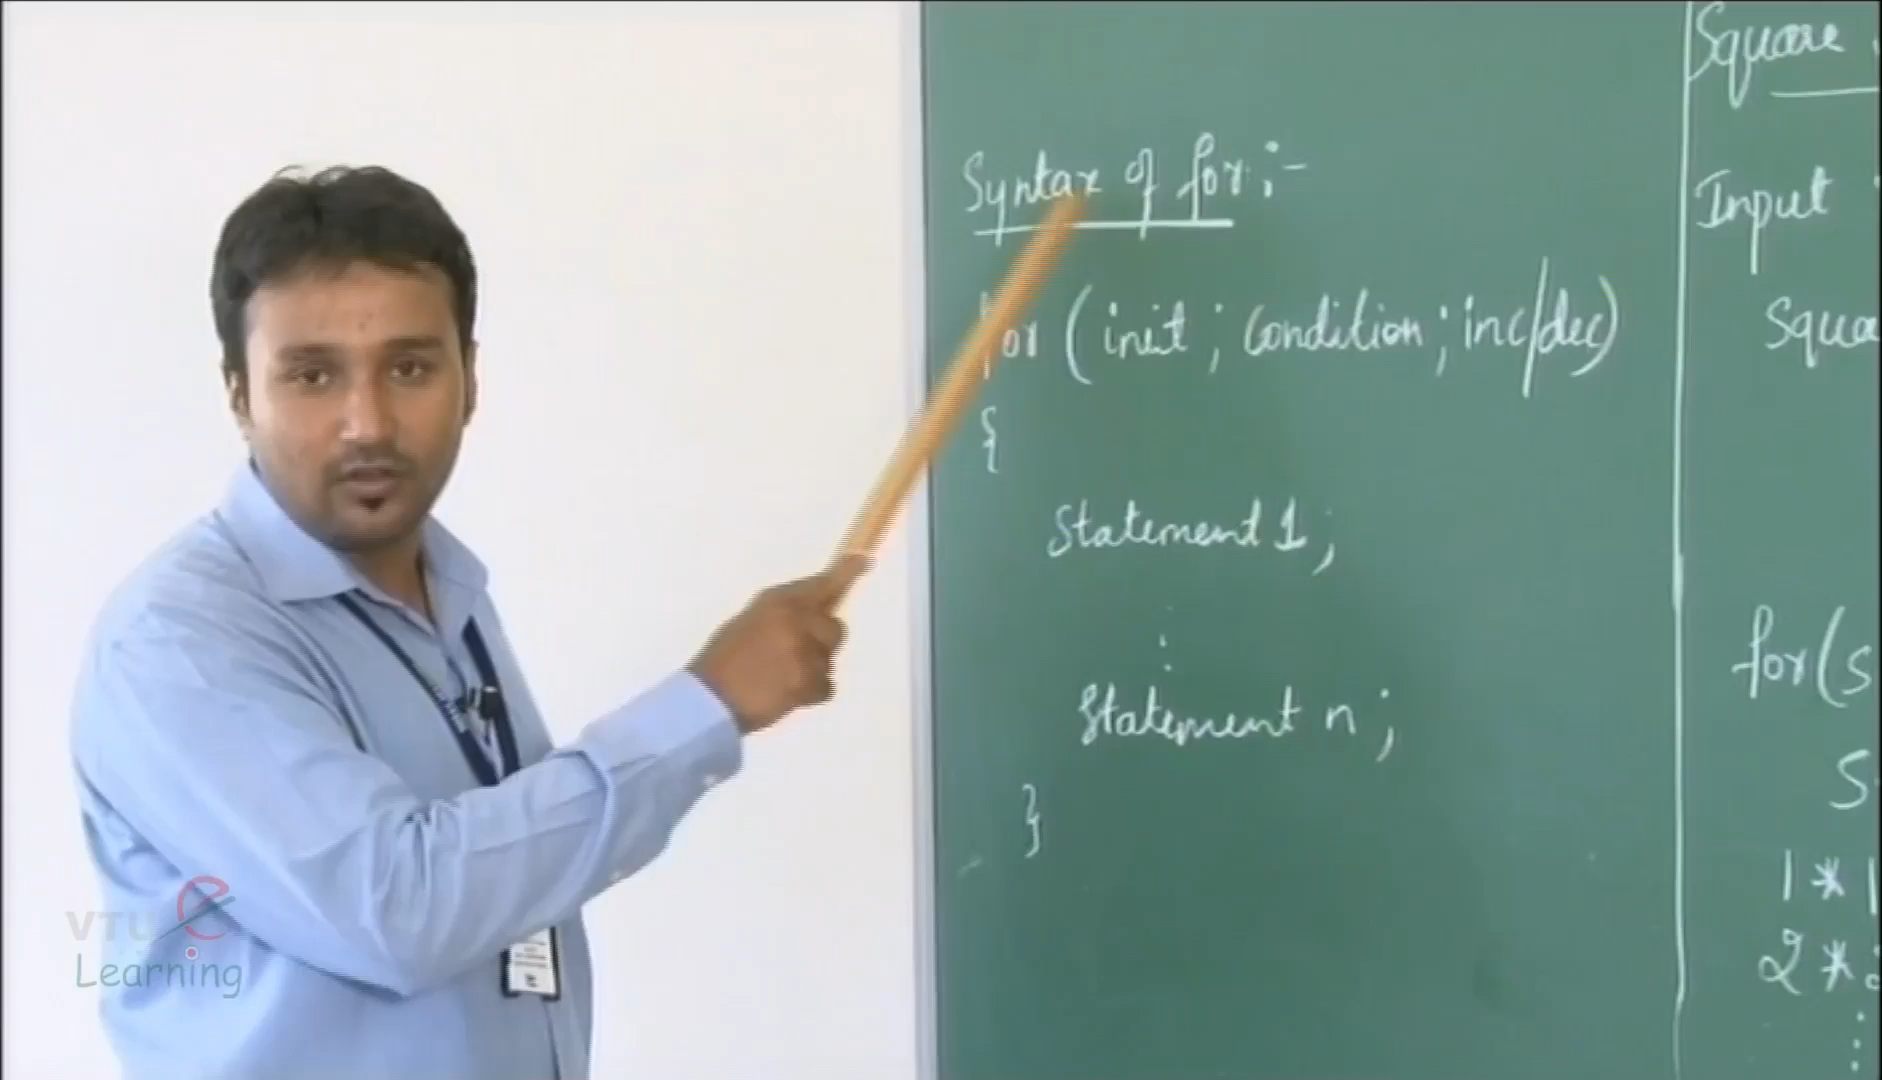 Syntax of for :-
for ( init ; Condition ; inc/dec)
{
Statement 1 ;
:
Statement n ;
}
Square
Input
Squa
for(S
S
1 * 1
2 *
:
VTU e
Learning